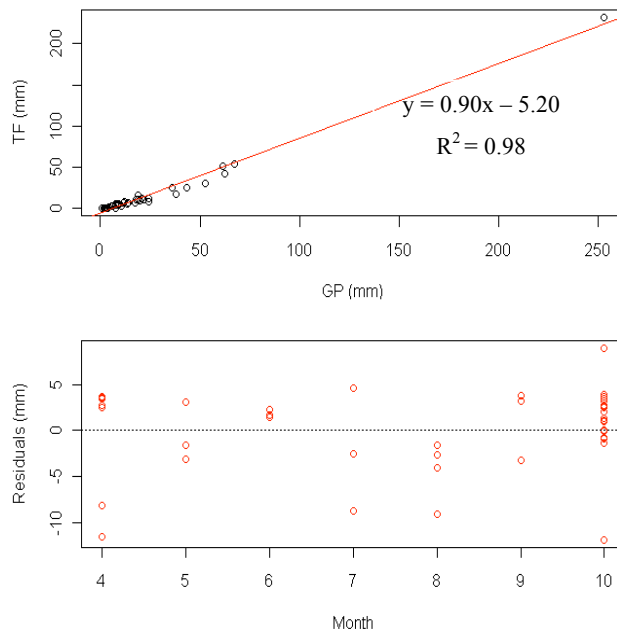 200
100
50
0
TF (mm)
y = 0.90x – 5.20
R² = 0.98
0 50 100 150 200 250
GP (mm)
5
0
-5
-10
Residuals (mm)
4 5 6 7 8 9 10
Month